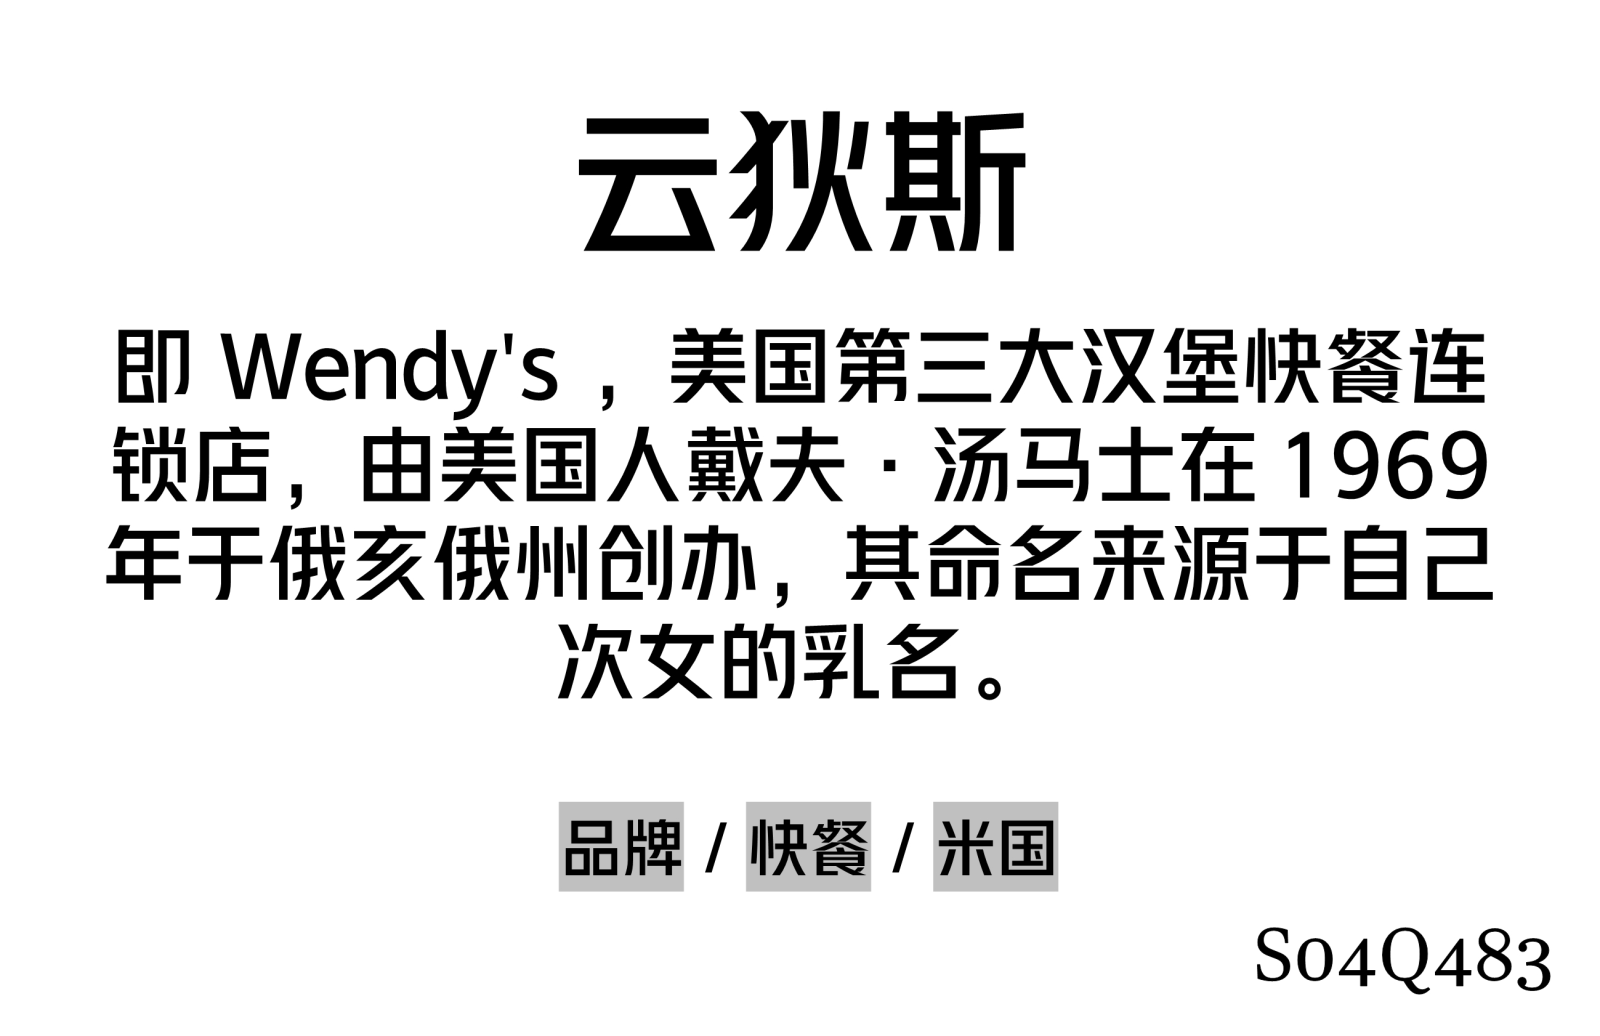 云狄斯
即 Wendy's ，美国第三大汉堡快餐连
锁店，由美国人戴夫·汤马士在 1969
年于俄亥俄州创办，其命名来源于自己
次女的乳名。
品牌 / 快餐 / 米国
S04Q483